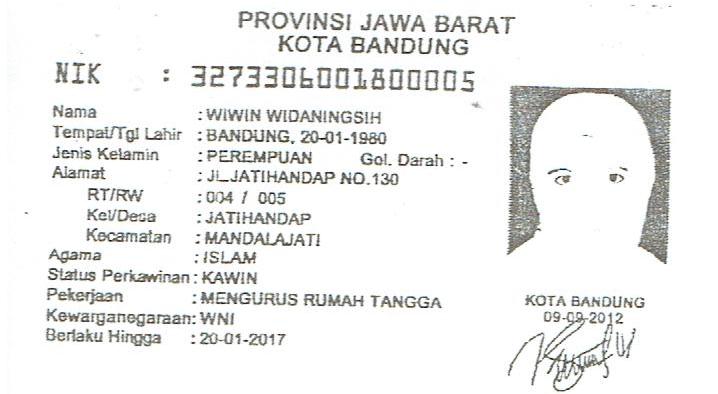 PROVINSI JAWA BARAT
KOTA BANDUNG
NIK : 3273306001800005
Nama : WIWIN WIDANINGSIH
Tempat/Tgl Lahir : BANDUNG, 20-01-1980
Jenis Kelamin : PEREMPUAN Gol. Darah : -
Alamat : JL.JATIHANDAP NO.130
RT/RW : 004 / 005
Kel/Desa : JATIHANDAP
Kecamatan : MANDALAJATI
Agama : ISLAM
Status Perkawinan : KAWIN
Pekerjaan : MENGURUS RUMAH TANGGA
Kewarganegaraan: WNI
Berlaku Hingga : 20-01-2017
KOTA BANDUNG
09-09-2012